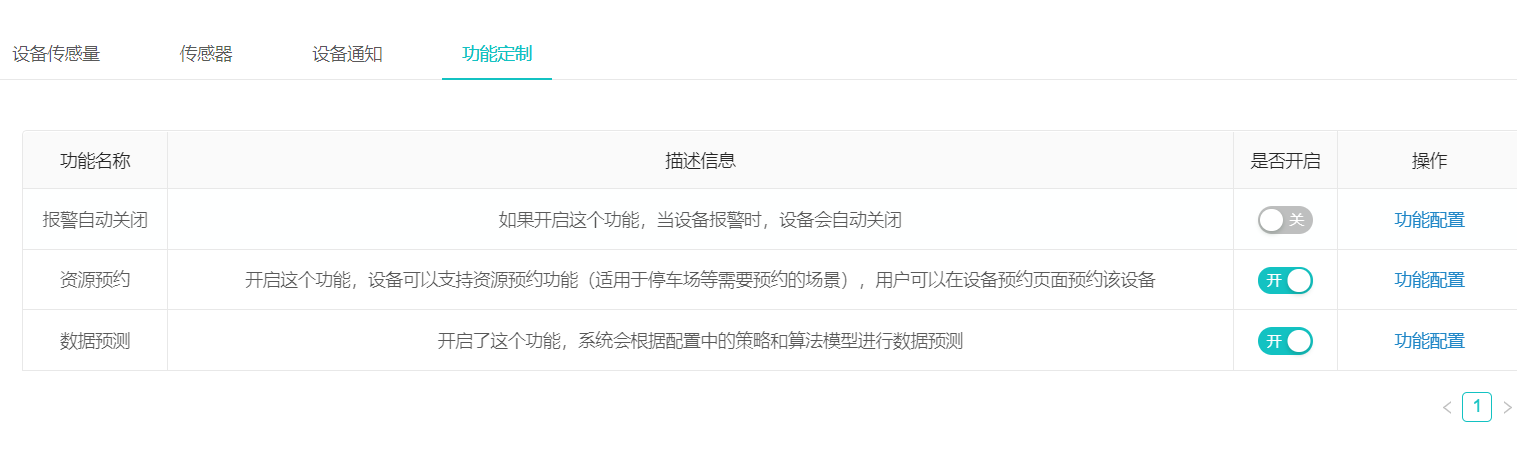 设备传感量 传感器 设备通知 功能定制
功能名称 描述信息 是否开启 操作
报警自动关闭 如果开启这个功能，当设备报警时，设备会自动关闭 关 功能配置
资源预约 开启这个功能，设备可以支持资源预约功能（适用于停车场等需要预约的场景），用户可以在设备预约页面预约该设备 开 功能配置
数据预测 开启了这个功能，系统会根据配置中的策略和算法模型进行数据预测 开 功能配置
< 1 >